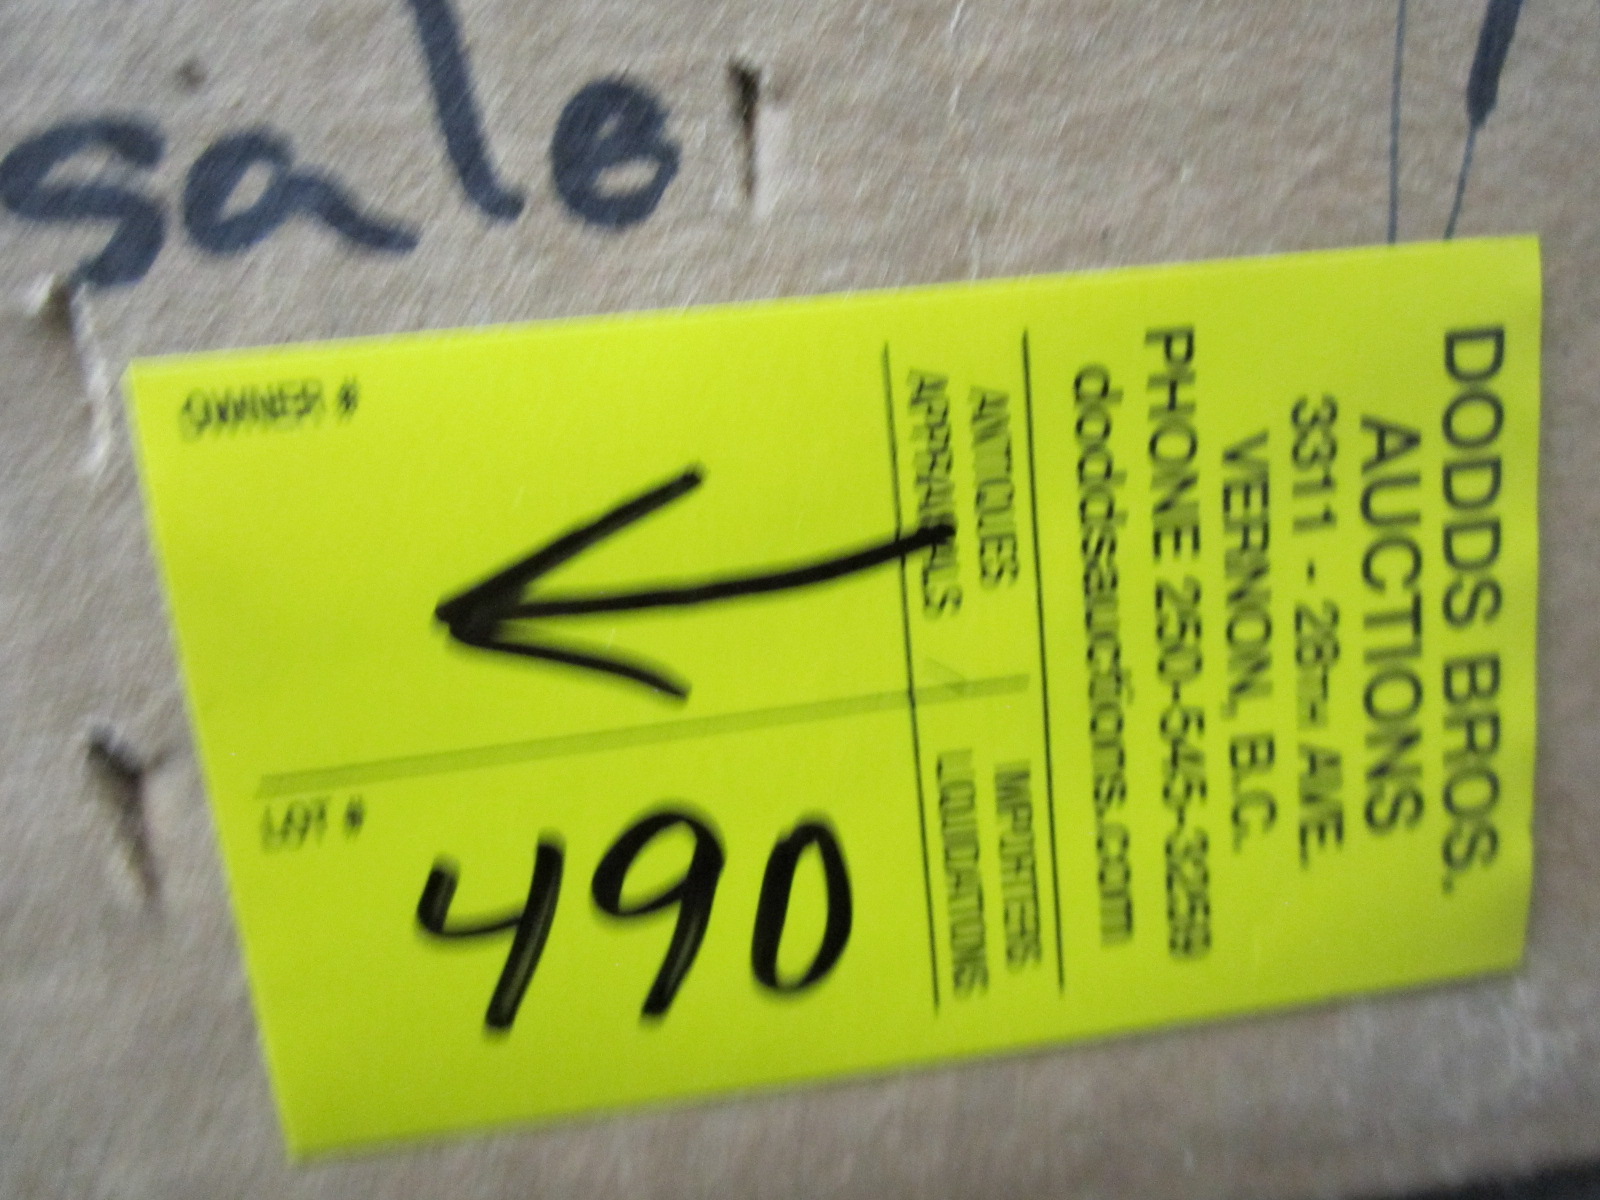 sale
DODDS BROS.
AUCTIONS
3311 - 28TH AVE.
VERNON, B.C.
PHONE 250-545-3259
doddsauctions.com
ANTIQUES IMPORTERS
APPRAISALS LIQUIDATIONS
OWNER #
LOT #
490